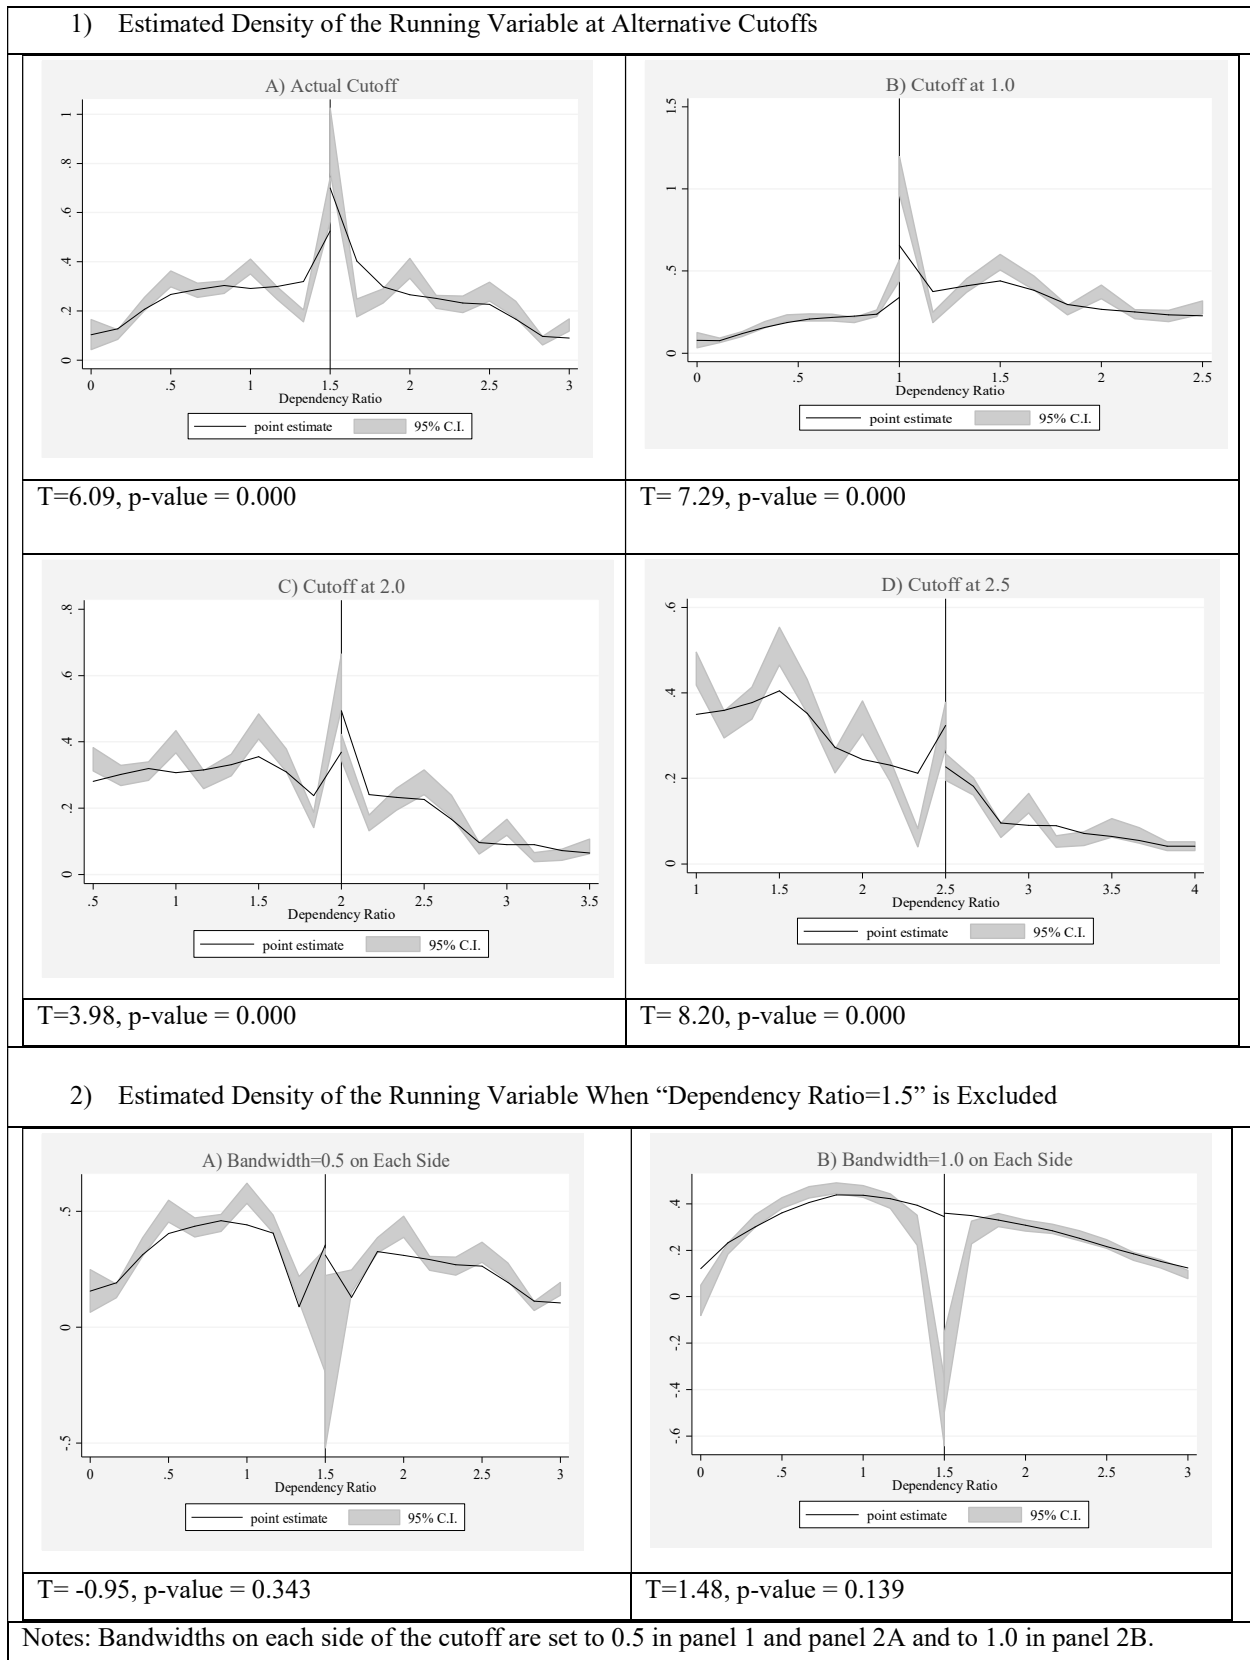 1) Estimated Density of the Running Variable at Alternative Cutoffs
A) Actual Cutoff
1
.8
.6
.4
.2
0
0 .5 1 1.5 2 2.5 3
Dependency Ratio
point estimate 95% C.I.
T=6.09, p-value = 0.000
B) Cutoff at 1.0
1.5
1
.5
0
0 .5 1 1.5 2 2.5
Dependency Ratio
point estimate 95% C.I.
T= 7.29, p-value = 0.000
C) Cutoff at 2.0
.8
.6
.4
.2
0
.5 1 1.5 2 2.5 3 3.5
Dependency Ratio
point estimate 95% C.I.
T=3.98, p-value = 0.000
D) Cutoff at 2.5
.6
.4
.2
0
1 1.5 2 2.5 3 3.5 4
Dependency Ratio
point estimate 95% C.I.
T= 8.20, p-value = 0.000
2) Estimated Density of the Running Variable When “Dependency Ratio=1.5” is Excluded
A) Bandwidth=0.5 on Each Side
.5
0
-.5
0 .5 1 1.5 2 2.5 3
Dependency Ratio
point estimate 95% C.I.
T= -0.95, p-value = 0.343
B) Bandwidth=1.0 on Each Side
.4
.2
0
-.2
-.4
-.6
0 .5 1 1.5 2 2.5 3
Dependency Ratio
point estimate 95% C.I.
T=1.48, p-value = 0.139
Notes: Bandwidths on each side of the cutoff are set to 0.5 in panel 1 and panel 2A and to 1.0 in panel 2B.